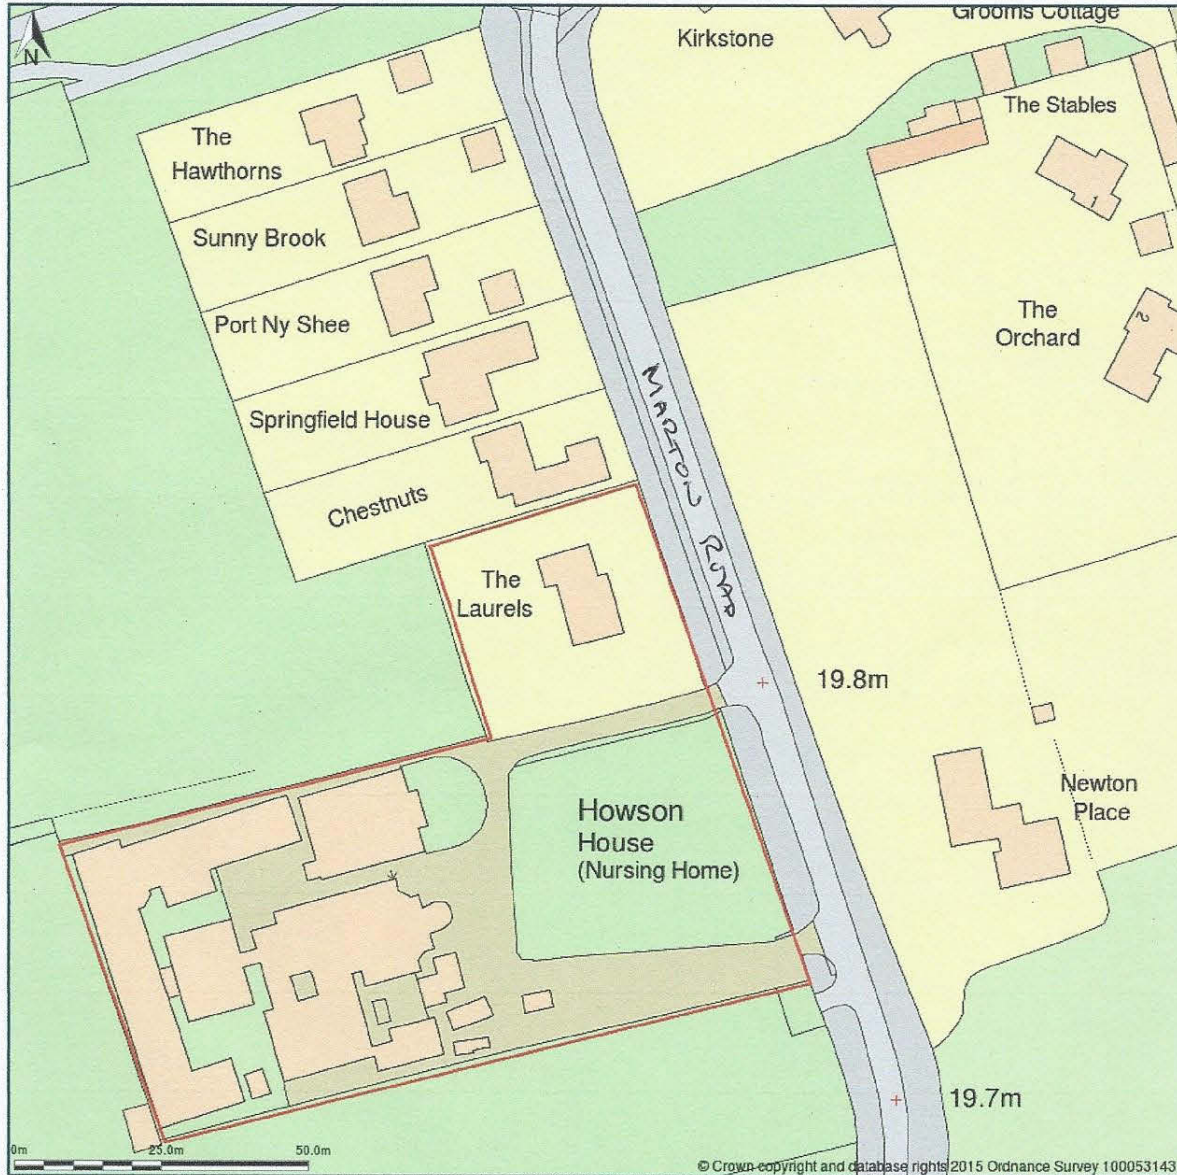 N
Kirkstone
Grooms Cottage
The Stables
The
Hawthorns
1
Sunny Brook
Port Ny Shee
The
Orchard
2
Springfield House
MARTON ROAD
Chestnuts
The
Laurels
19.8m
Newton
Place
Howson
House
(Nursing Home)
19.7m
0m
25.0m
50.0m
© Crown copyright and database rights 2015 Ordnance Survey 100053143